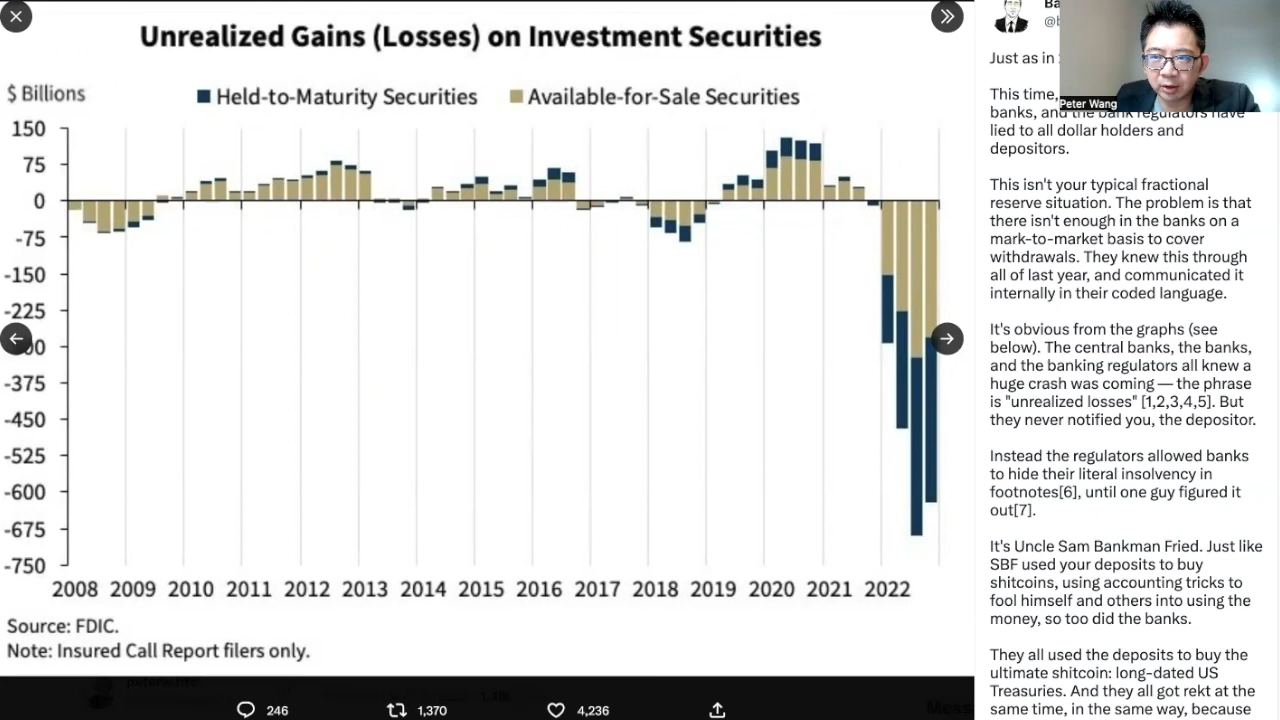 Unrealized Gains (Losses) on Investment Securities
$ Billions
Held-to-Maturity Securities
Available-for-Sale Securities
150
75
0
-75
-150
-225
-375
-450
-525
-600
-675
-750
2008 2009 2010 2011 2012 2013 2014 2015 2016 2017 2018 2019 2020 2021 2022
Source: FDIC.
Note: Insured Call Report filers only.
246 1,370 4,236
Peter Wang
Just as in
This time,
banks, and the bank regulators have
lied to all dollar holders and
depositors.
This isn't your typical fractional
reserve situation. The problem is that
there isn't enough in the banks on a
mark-to-market basis to cover
withdrawals. They knew this through
all of last year, and communicated it
internally in their coded language.
It's obvious from the graphs (see
below). The central banks, the banks,
and the banking regulators all knew a
huge crash was coming — the phrase
is "unrealized losses" [1,2,3,4,5]. But
they never notified you, the depositor.
Instead the regulators allowed banks
to hide their literal insolvency in
footnotes[6], until one guy figured it
out[7].
It's Uncle Sam Bankman Fried. Just like
SBF used your deposits to buy
shitcoins, using accounting tricks to
fool himself and others into using the
money, so too did the banks.
They all used the deposits to buy the
ultimate shitcoin: long-dated US
Treasuries. And they all got rekt at the
same time, in the same way, because